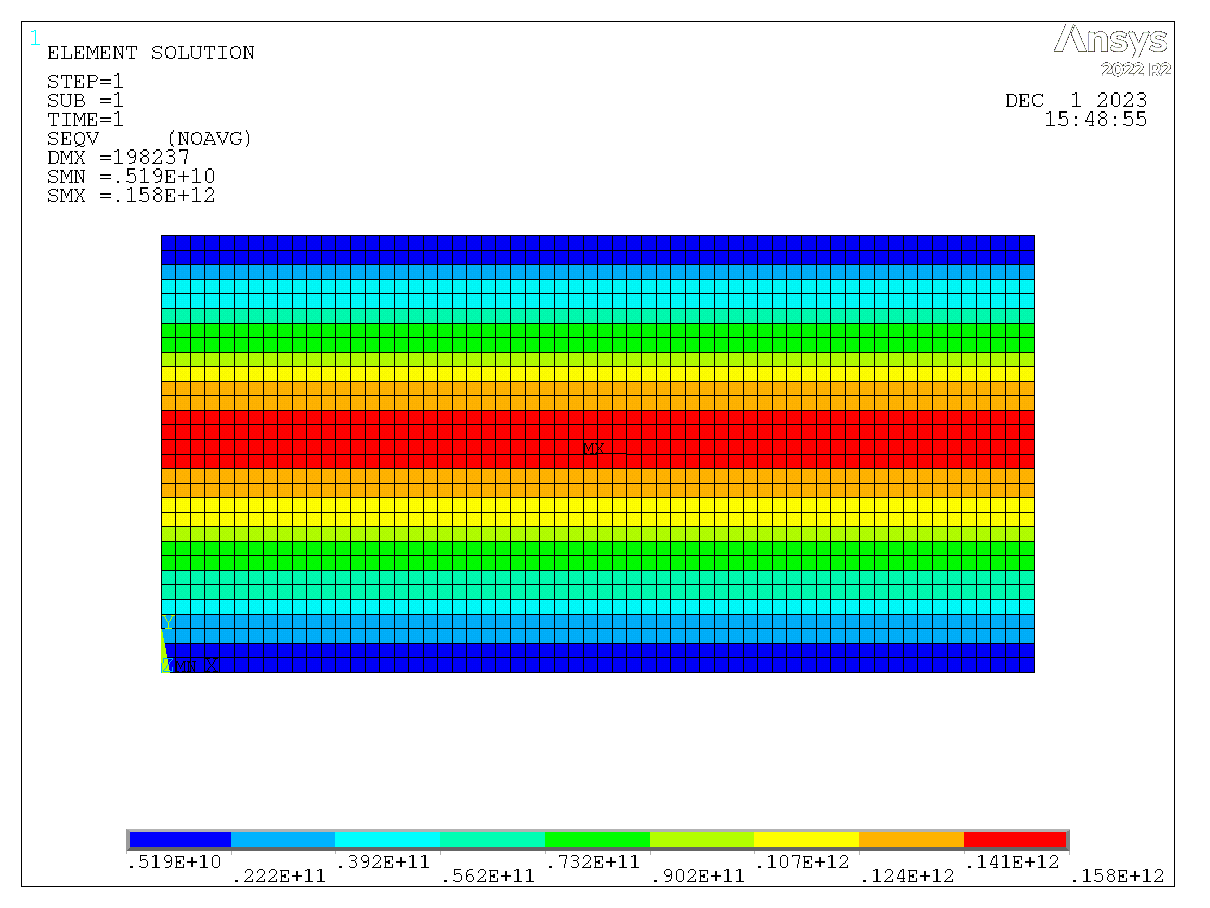 1
ELEMENT SOLUTION
Ansys
2022 R2
STEP=1
SUB =1
TIME=1
SEQV (NOAVG)
DMX =198237
SMN =.519E+10
SMX =.158E+12
DEC 1 2023
15:48:55
MX
Y
Z MN X
.519E+10 .392E+11 .732E+11 .107E+12 .141E+12
.222E+11 .562E+11 .902E+11 .124E+12 .158E+12